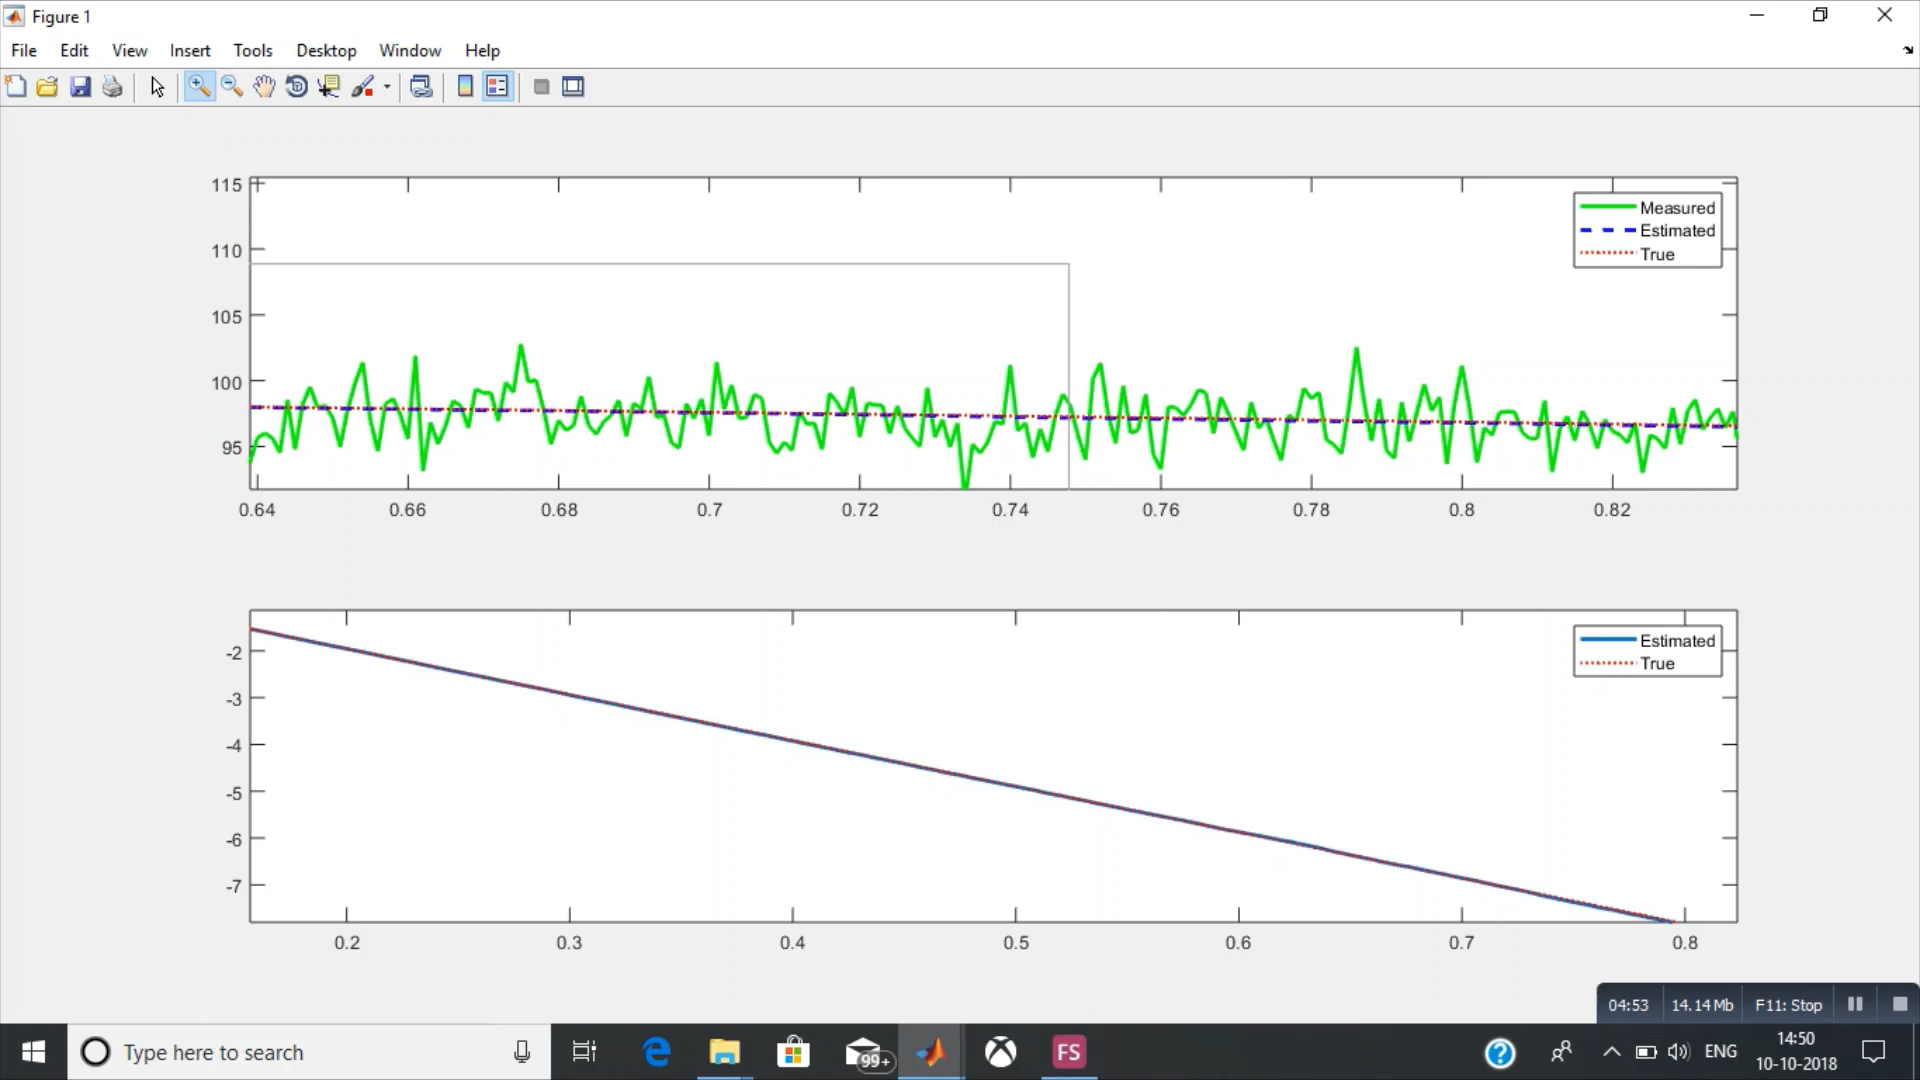 Figure 1
File Edit View Insert Tools Desktop Window Help
115
110
105
100
95
Measured
Estimated
True
0.64 0.66 0.68 0.7 0.72 0.74 0.76 0.78 0.8 0.82
-2
-3
-4
-5
-6
-7
Estimated
True
0.2 0.3 0.4 0.5 0.6 0.7 0.8
04:53 14.14 Mb F11: Stop
Type here to search
99+
FS
ENG
14:50
10-10-2018